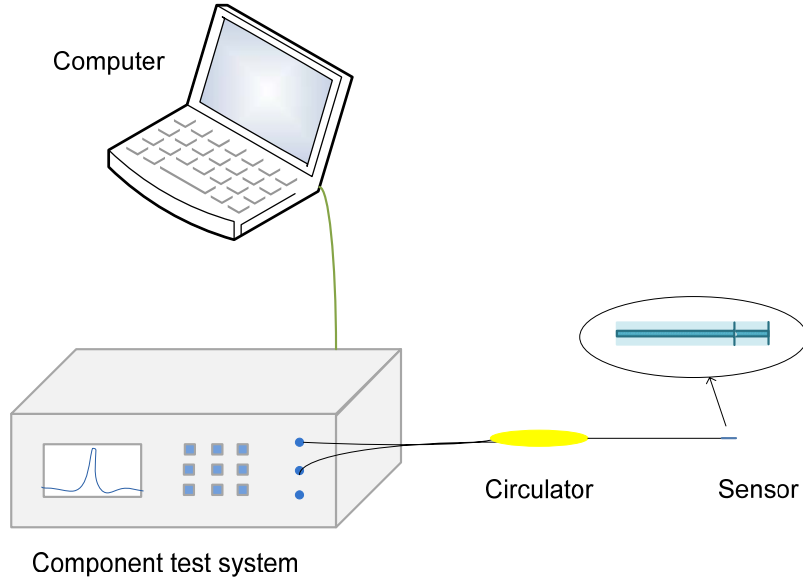 Computer
Circulator
Sensor
Component test system